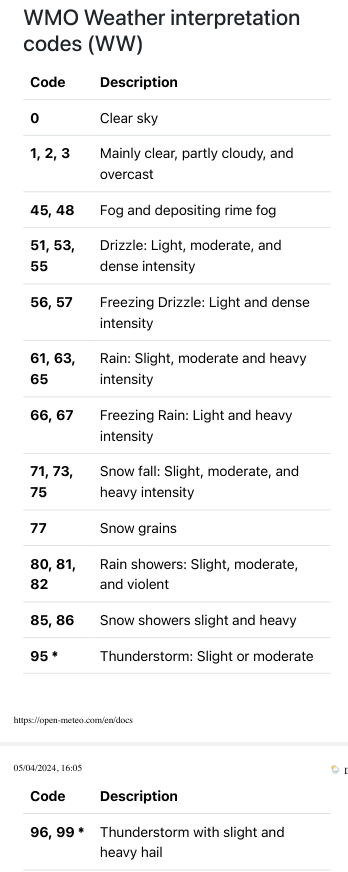 WMO Weather interpretation
codes (WW)
Code Description
0 Clear sky
1, 2, 3 Mainly clear, partly cloudy, and
overcast
45, 48 Fog and depositing rime fog
51, 53, Drizzle: Light, moderate, and
55 dense intensity
56, 57 Freezing Drizzle: Light and dense
intensity
61, 63, Rain: Slight, moderate and heavy
65 intensity
66, 67 Freezing Rain: Light and heavy
intensity
71, 73, Snow fall: Slight, moderate, and
75 heavy intensity
77 Snow grains
80, 81, Rain showers: Slight, moderate,
82 and violent
85, 86 Snow showers slight and heavy
95 * Thunderstorm: Slight or moderate
https://open-meteo.com/en/docs
05/04/2024, 16:05
Code Description
96, 99 * Thunderstorm with slight and
heavy hail